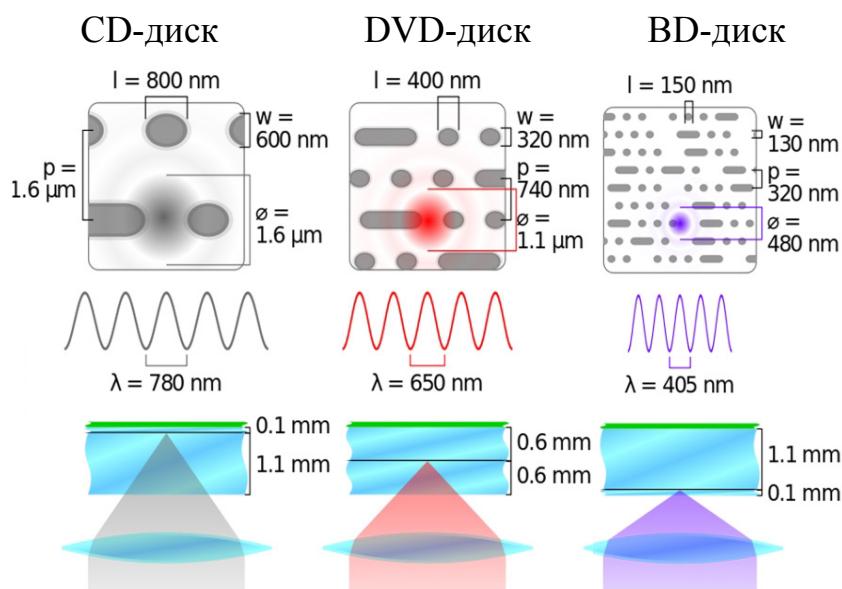 CD-диск
DVD-диск
BD-диск
l = 800 nm
w =
600 nm
p =
1.6 µm
ø =
1.6 µm
λ = 780 nm
0.1 mm
1.1 mm
l = 400 nm
w =
320 nm
p =
740 nm
ø =
1.1 µm
λ = 650 nm
0.6 mm
0.6 mm
l = 150 nm
w =
130 nm
p =
320 nm
ø =
480 nm
λ = 405 nm
1.1 mm
0.1 mm